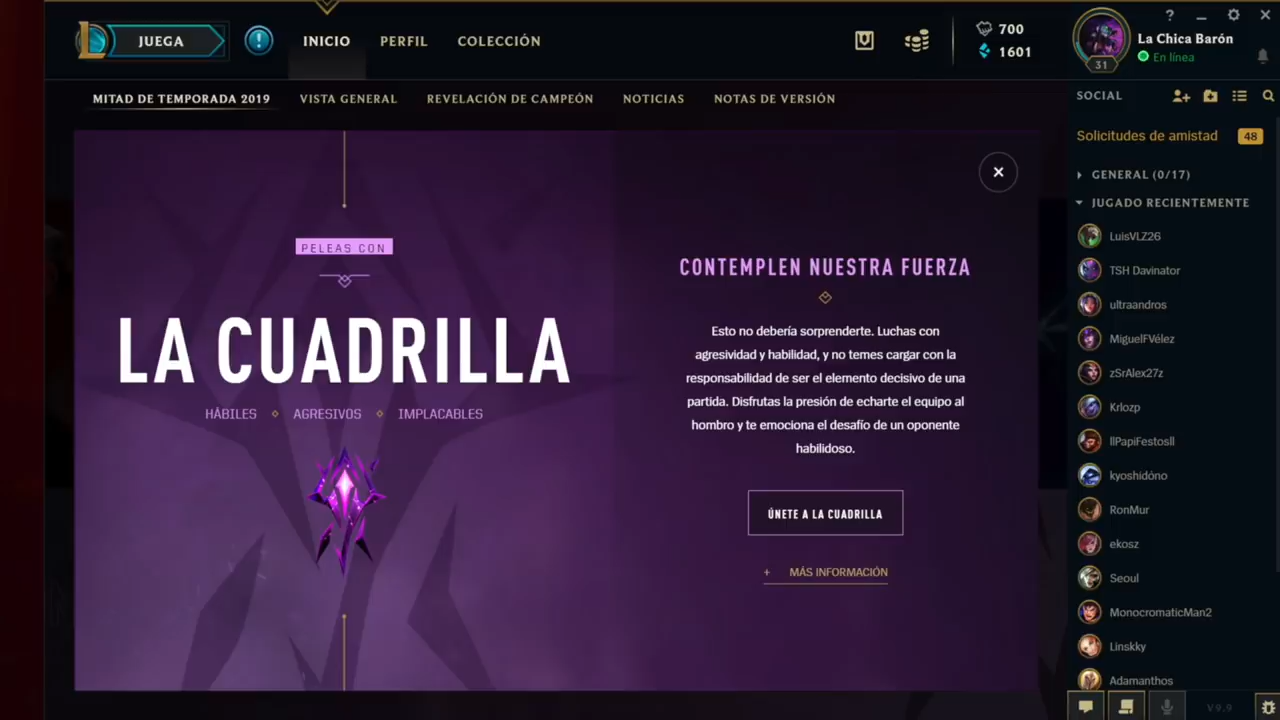 JUEGA
INICIO
PERFIL
COLECCIÓN
700
1601
?
31
La Chica Barón
En línea
MITAD DE TEMPORADA 2019
VISTA GENERAL
REVELACIÓN DE CAMPEÓN
NOTICIAS
NOTAS DE VERSIÓN
PELEAS CON
LA CUADRILLA
HÁBILES AGRESIVOS IMPLACABLES
CONTEMPLEN NUESTRA FUERZA
Esto no debería sorprenderte. Luchas con
agresividad y habilidad, y no temes cargar con la
responsabilidad de ser el elemento decisivo de una
partida. Disfrutas la presión de echarte el equipo al
hombro y te emociona el desafío de un oponente
habilidoso.
ÚNETE A LA CUADRILLA
+ MÁS INFORMACIÓN
SOCIAL
Solicitudes de amistad 48
GENERAL (0/17)
JUGADO RECIENTEMENTE
LuisVLZ26
TSH Davinator
ultraandros
MiguelFVélez
zSrAlex27z
Krlozp
llPapiFestosll
kyoshidóno
RonMur
ekosz
Seoul
MonocromaticMan2
Linskky
Adamanthos
V9.9